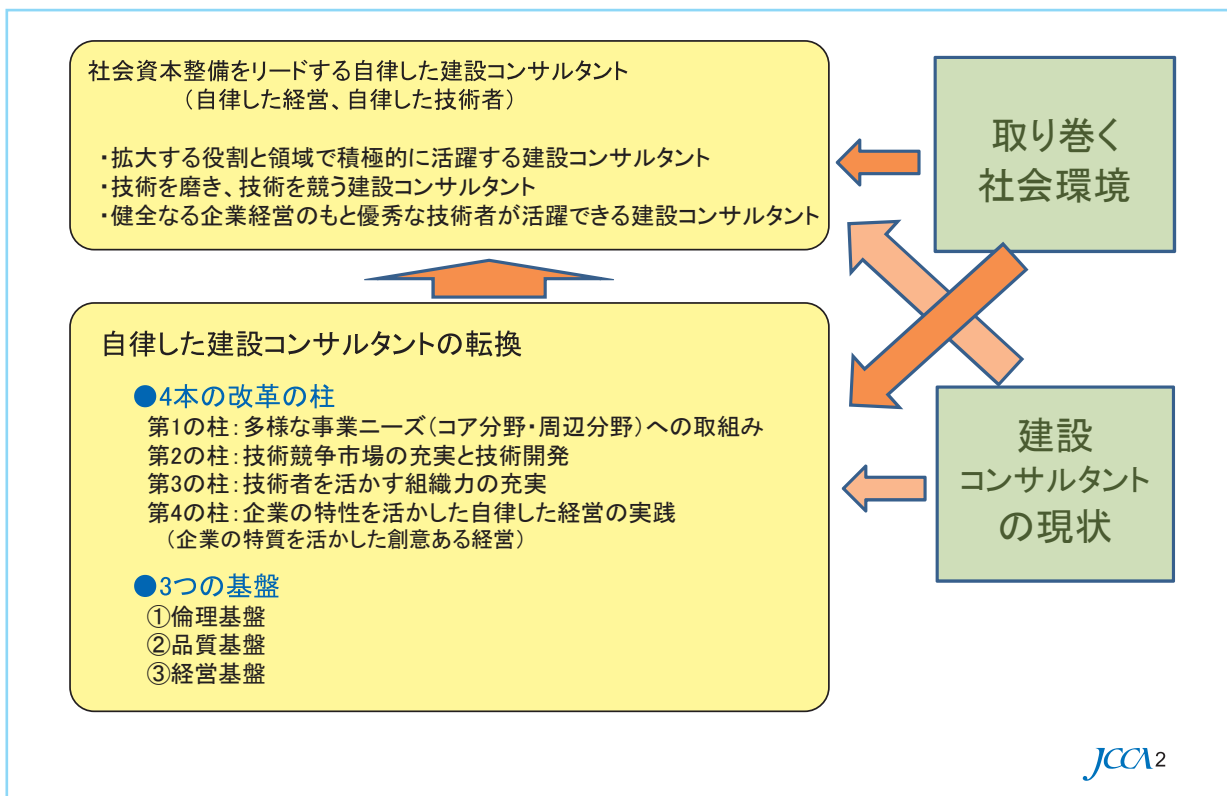 社会資本整備をリードする自律した建設コンサルタント
（自律した経営、自律した技術者）
・拡大する役割と領域で積極的に活躍する建設コンサルタント
・技術を磨き、技術を競う建設コンサルタント
・健全なる企業経営のもと優秀な技術者が活躍できる建設コンサルタント
取り巻く
社会環境
自律した建設コンサルタントの転換
●4本の改革の柱
第1の柱：多様な事業ニーズ（コア分野・周辺分野）への取組み
第2の柱：技術競争市場の充実と技術開発
第3の柱：技術者を活かす組織力の充実
第4の柱：企業の特性を活かした自律した経営の実践
（企業の特質を活かした創意ある経営）
●3つの基盤
①倫理基盤
②品質基盤
③経営基盤
建設
コンサルタント
の現状
JCCA 2